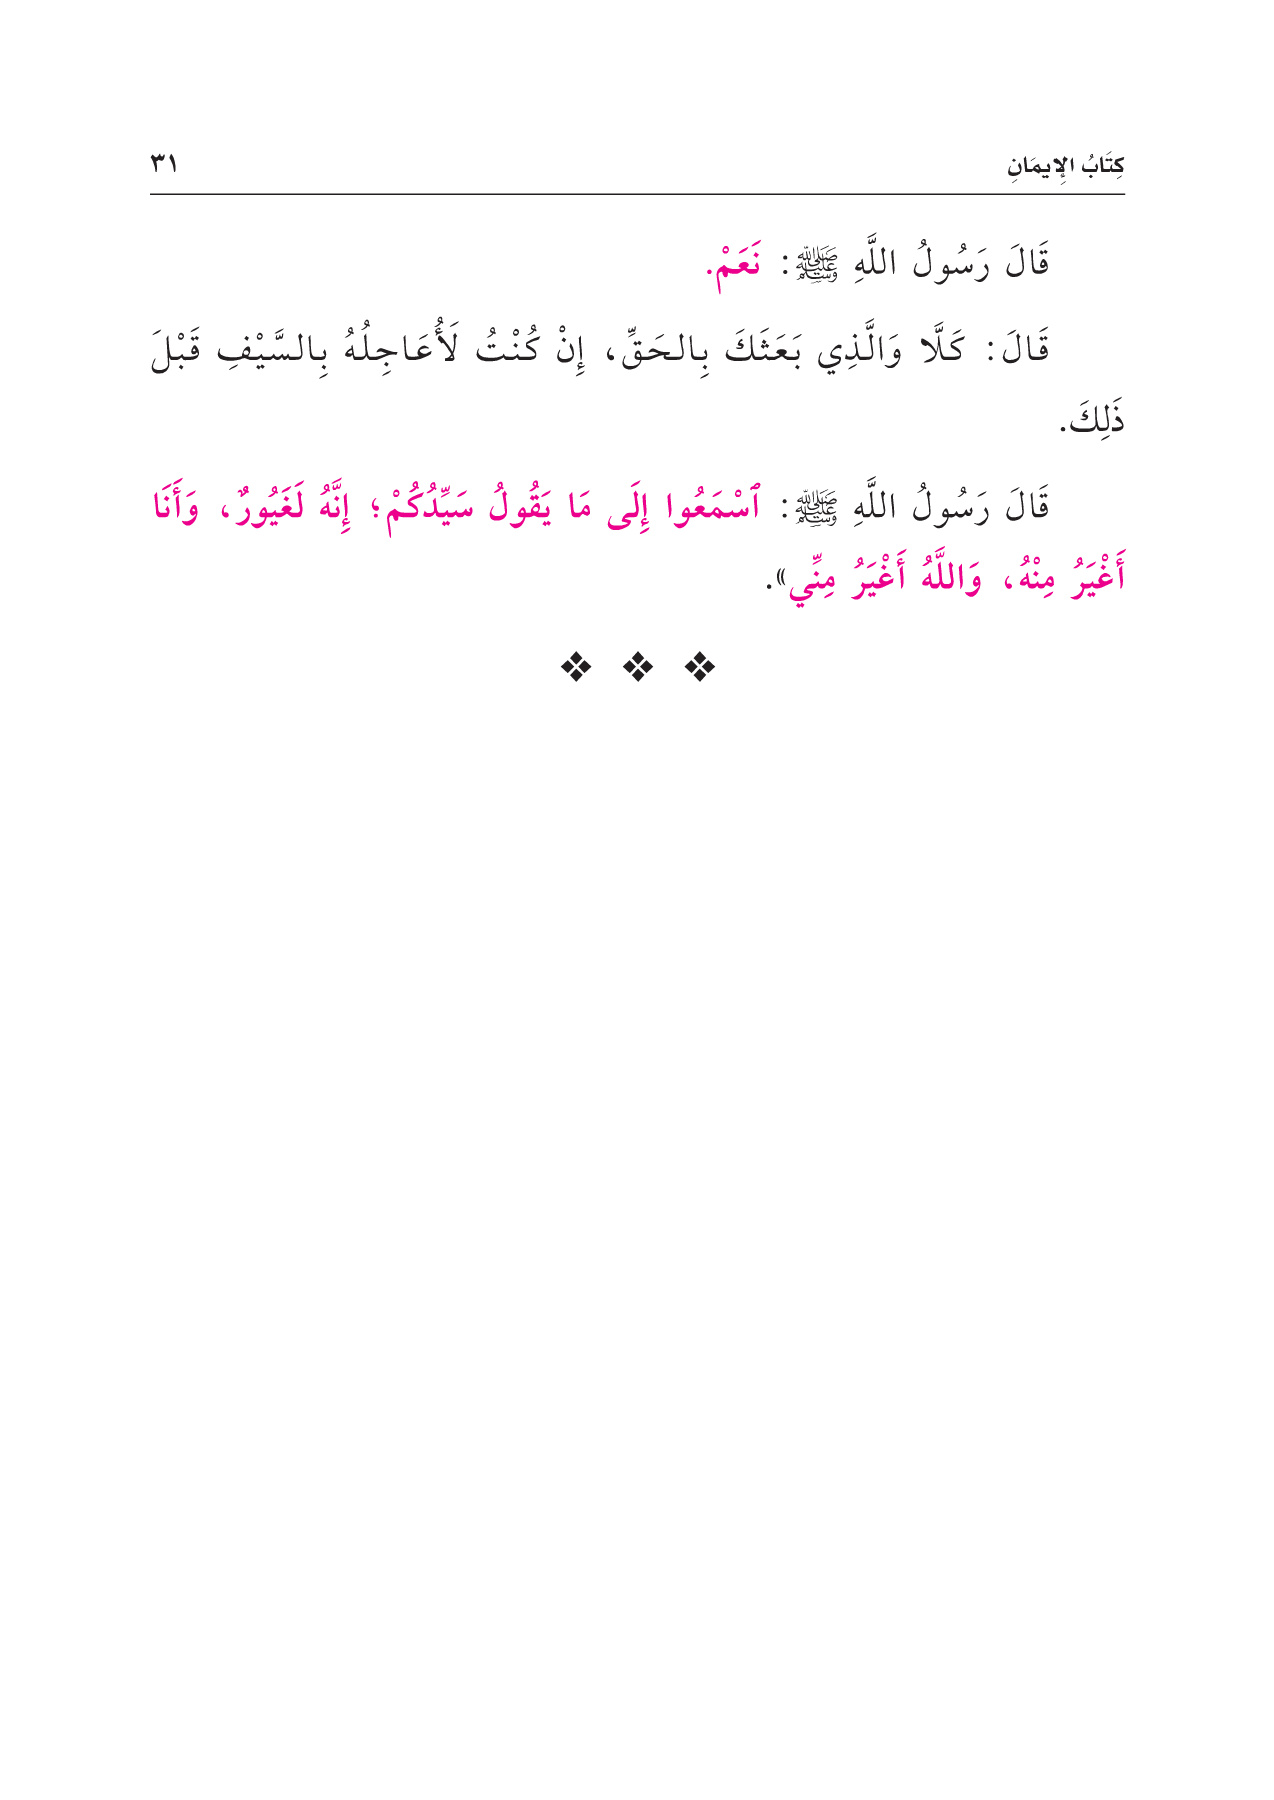 كِتَابُ الإِيمَانِ ٣١
قَالَ رَسُولُ اللَّهِ ﷺ: نَعَمْ.
قَالَ: كَلَّا وَالَّذِي بَعَثَكَ بِالحَقِّ، إِنْ كُنْتُ لَأُعَاجِلُهُ بِالسَّيْفِ قَبْلَ
ذَلِكَ.
قَالَ رَسُولُ اللَّهِ ﷺ: ٱسْمَعُوا إِلَى مَا يَقُولُ سَيِّدُكُمْ؛ إِنَّهُ لَغَيُورٌ، وَأَنَا
أَغْيَرُ مِنْهُ، وَاللَّهُ أَغْيَرُ مِنِّي».